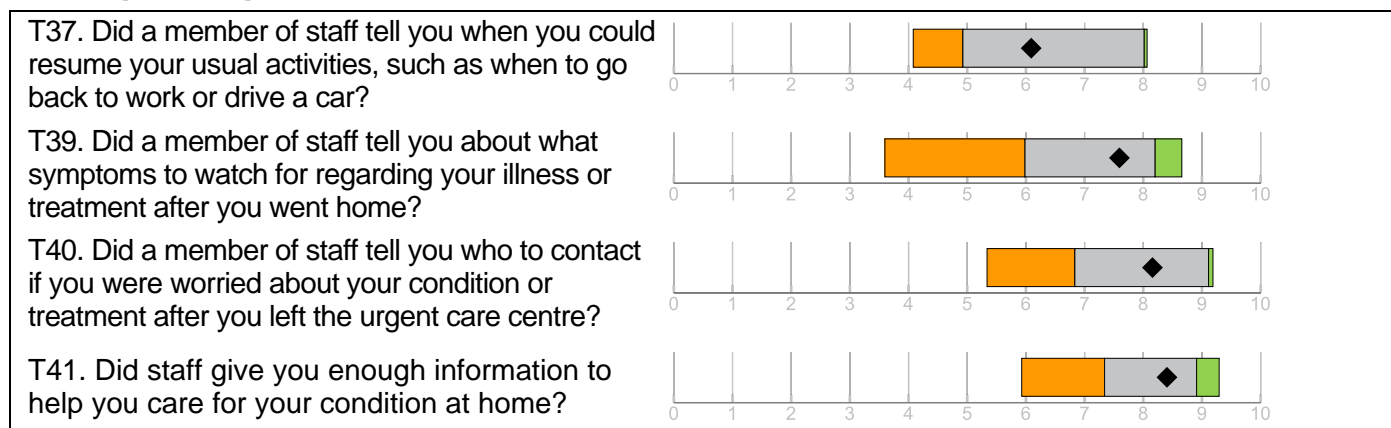 T37. Did a member of staff tell you when you could
resume your usual activities, such as when to go
back to work or drive a car?
0 1 2 3 4 5 6 7 8 9 10
T39. Did a member of staff tell you about what
symptoms to watch for regarding your illness or
treatment after you went home?
0 1 2 3 4 5 6 7 8 9 10
T40. Did a member of staff tell you who to contact
if you were worried about your condition or
treatment after you left the urgent care centre?
0 1 2 3 4 5 6 7 8 9 10
T41. Did staff give you enough information to
help you care for your condition at home?
0 1 2 3 4 5 6 7 8 9 10